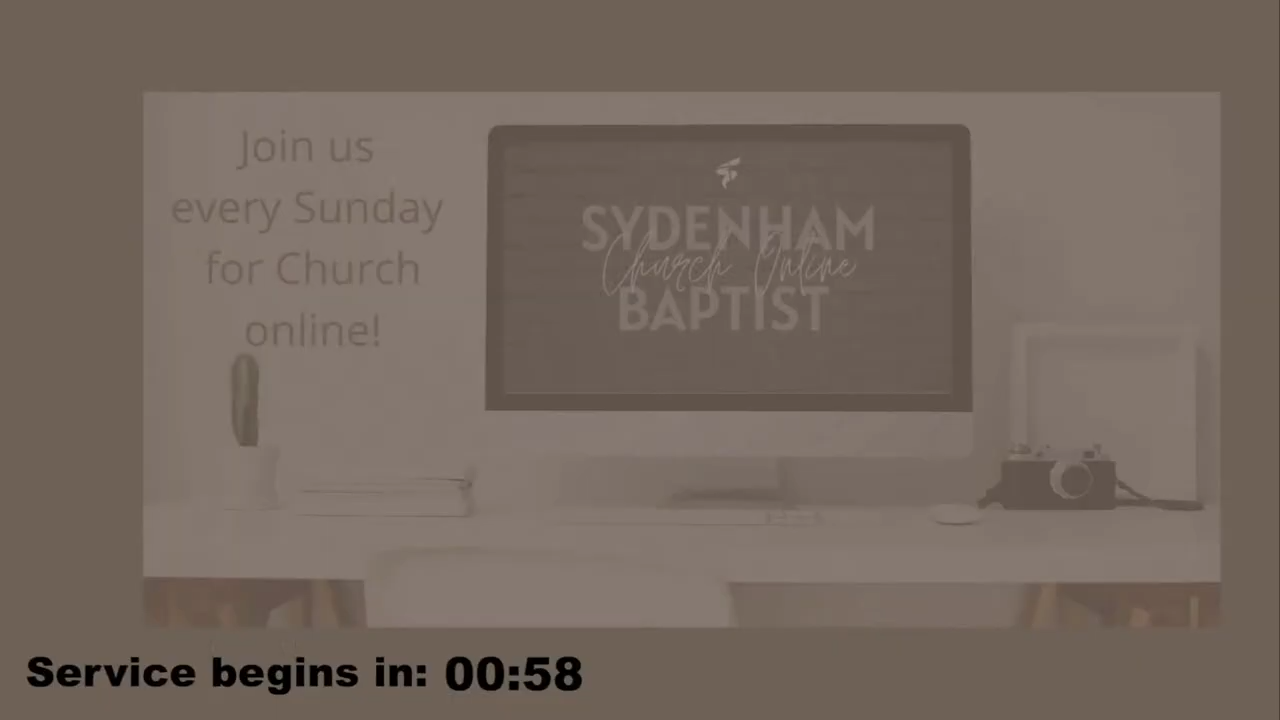 Join us
every Sunday
for Church
online!
SYDENHAM
Church Online
BAPTIST
Service begins in: 00:58